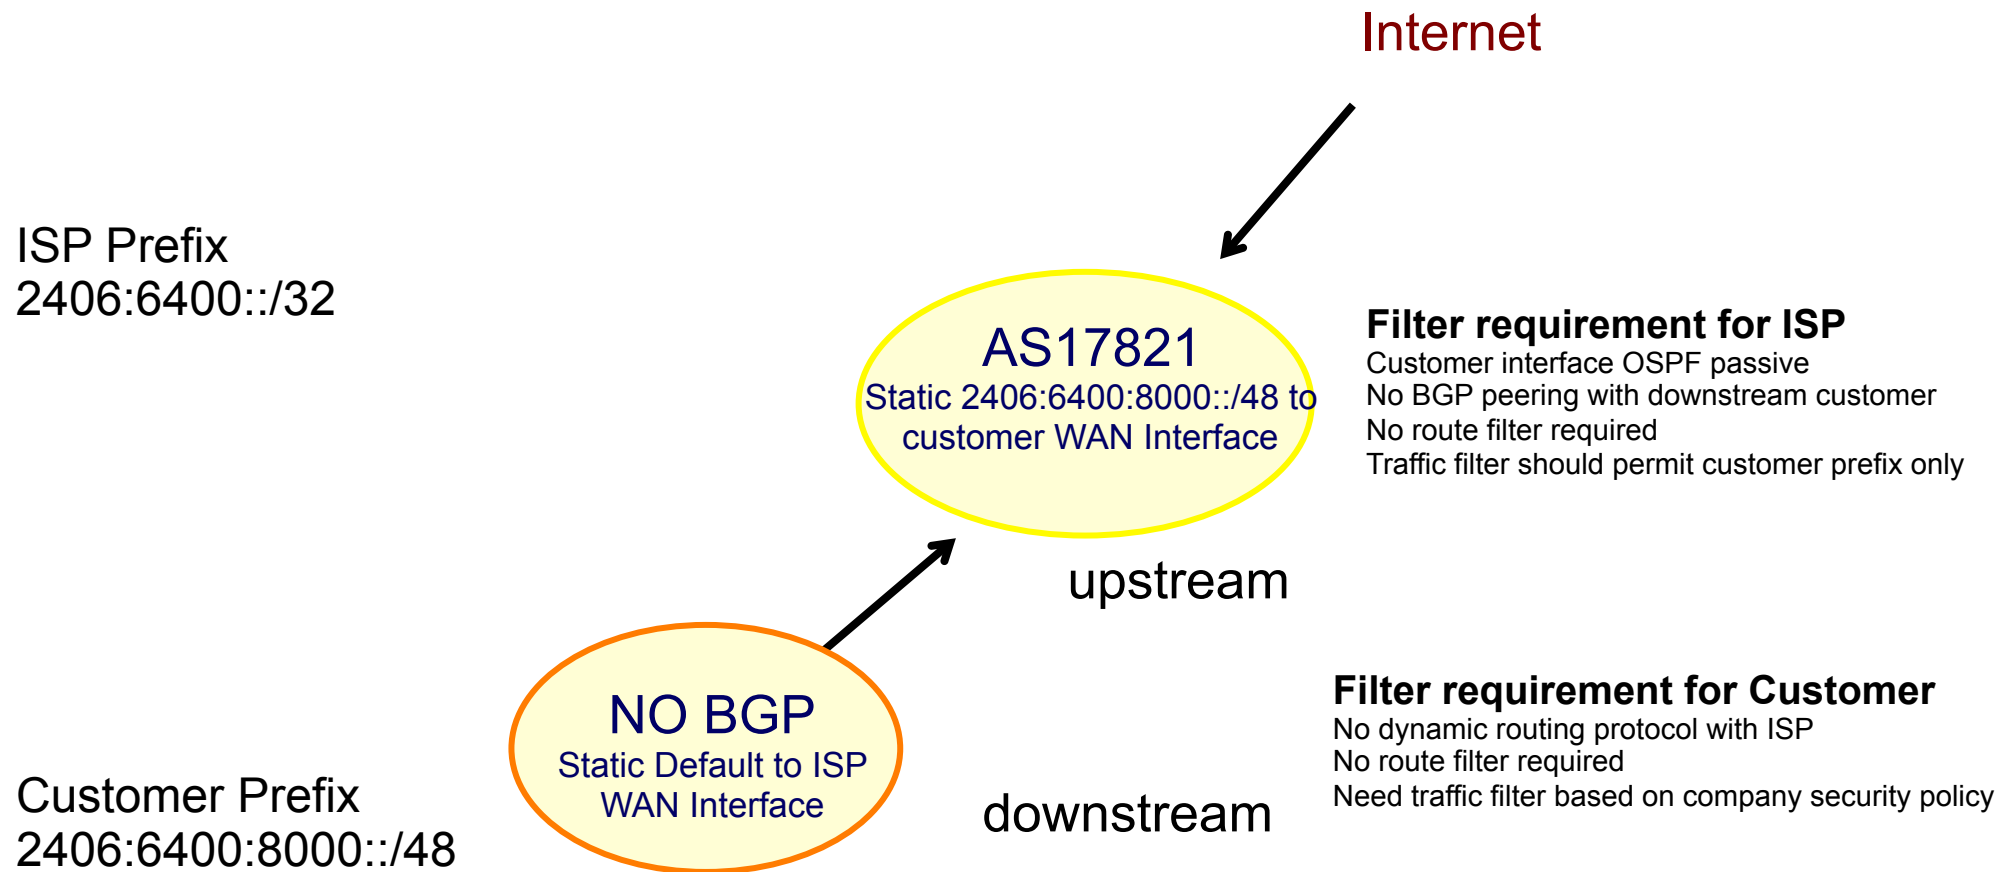 Internet
ISP Prefix
2406:6400::/32
AS17821
Static 2406:6400:8000::/48 to
customer WAN Interface
Filter requirement for ISP
Customer interface OSPF passive
No BGP peering with downstream customer
No route filter required
Traffic filter should permit customer prefix only
upstream
NO BGP
Static Default to ISP
WAN Interface
Filter requirement for Customer
No dynamic routing protocol with ISP
No route filter required
Need traffic filter based on company security policy
downstream
Customer Prefix
2406:6400:8000::/48